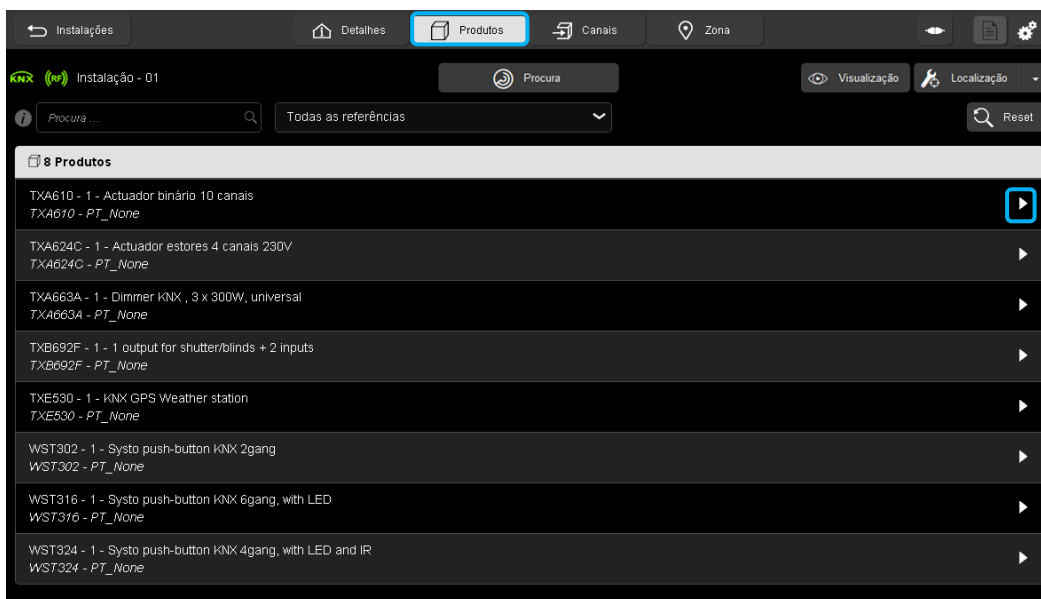 Instalações
Detalhes
Produtos
Canais
Zona
KNX (RF) Instalação - 01
Procura
Visualização
Localização
Procura ...
Todas as referências
Reset
8 Produtos
TXA610 - 1 - Actuador binário 10 canais
TXA610 - PT_None
TXA624C - 1 - Actuador estores 4 canais 230V
TXA624C - PT_None
TXA663A - 1 - Dimmer KNX , 3 x 300W, universal
TXA663A - PT_None
TXB692F - 1 - 1 output for shutter/blinds + 2 inputs
TXB692F - PT_None
TXE530 - 1 - KNX GPS Weather station
TXE530 - PT_None
WST302 - 1 - Systo push-button KNX 2gang
WST302 - PT_None
WST316 - 1 - Systo push-button KNX 6gang, with LED
WST316 - PT_None
WST324 - 1 - Systo push-button KNX 4gang, with LED and IR
WST324 - PT_None